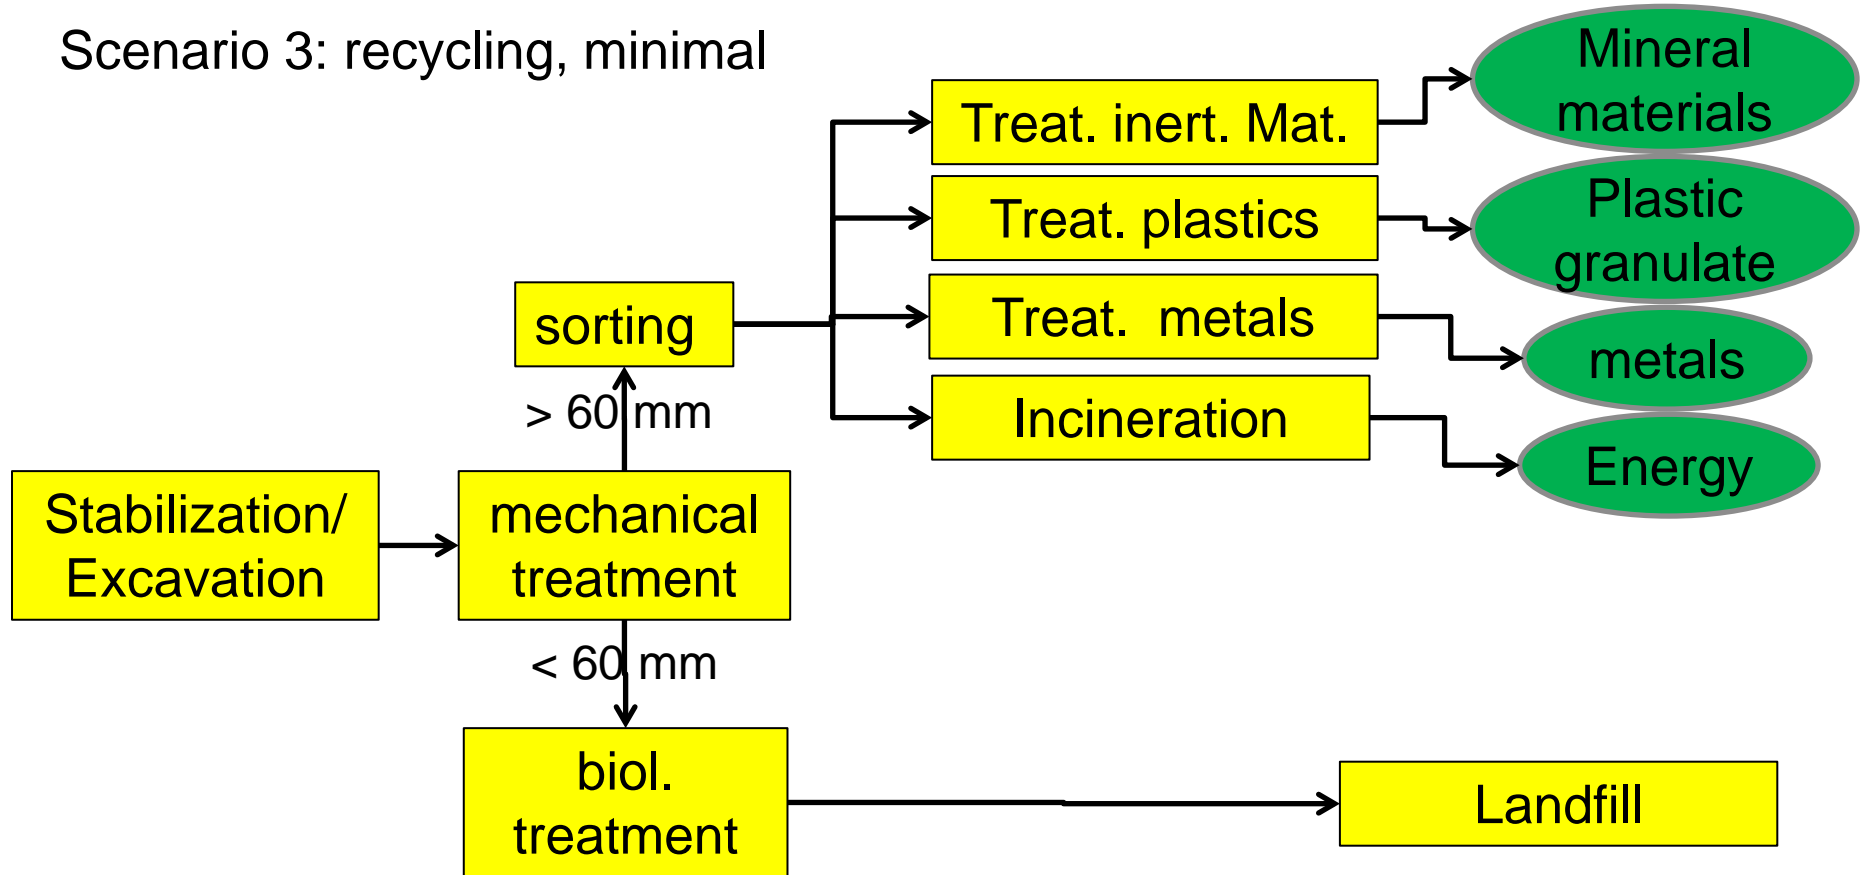 Scenario 3: recycling, minimal
Mineral
materials
Treat. inert. Mat.
Plastic
granulate
Treat. plastics
sorting
Treat.  metals
metals
> 60 mm
Incineration
Energy
Stabilization/
Excavation
mechanical
treatment
< 60 mm
biol.
treatment
Landfill